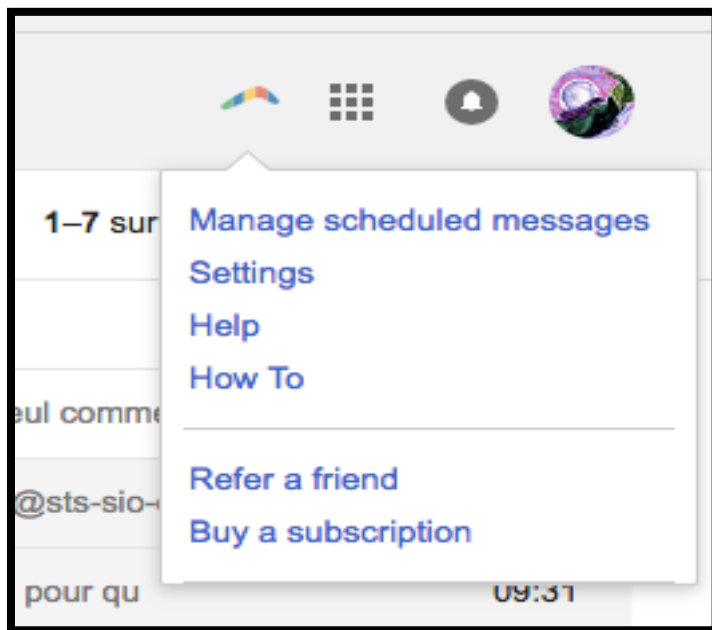 1–7 sur
Manage scheduled messages
Settings
Help
How To
eul comme
Refer a friend
@sts-sio-
Buy a subscription
pour qu 09:31